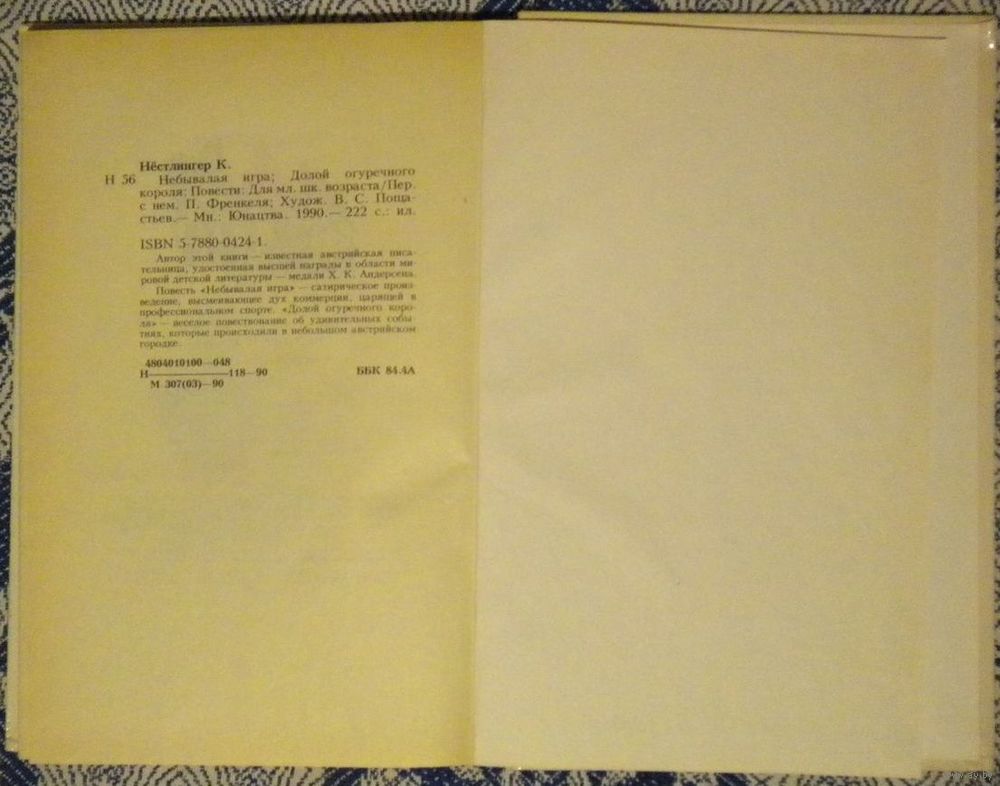 Нёстлингер К.
Н 56 Небывалая игра; Долой огуречного
короля: Повести: Для мл. шк. возраста/Пер.
с нем. П. Френкеля; Худож. В. С. Поща-
стьев.— Мн.: Юнацтва. 1990.— 222 с.: ил.
ISBN 5-7880-0424-1.
Автор этой книги — известная австрийская писа-
тельница, удостоенная высшей награды в области ми-
ровой детской литературы — медали Х. К. Андерсена.
Повесть «Небывалая игра» — сатирическое произ-
ведение, высмеивающее дух коммерции, царящей в
профессиональном спорте. «Долой огуречного коро-
ля» — веселое повествование об удивительных собы-
тиях, которые происходили в небольшом австрийском
городке.
4804010100—048
Н————118—90
М 307(03)—90
ББК 84.4А
www.ay.by